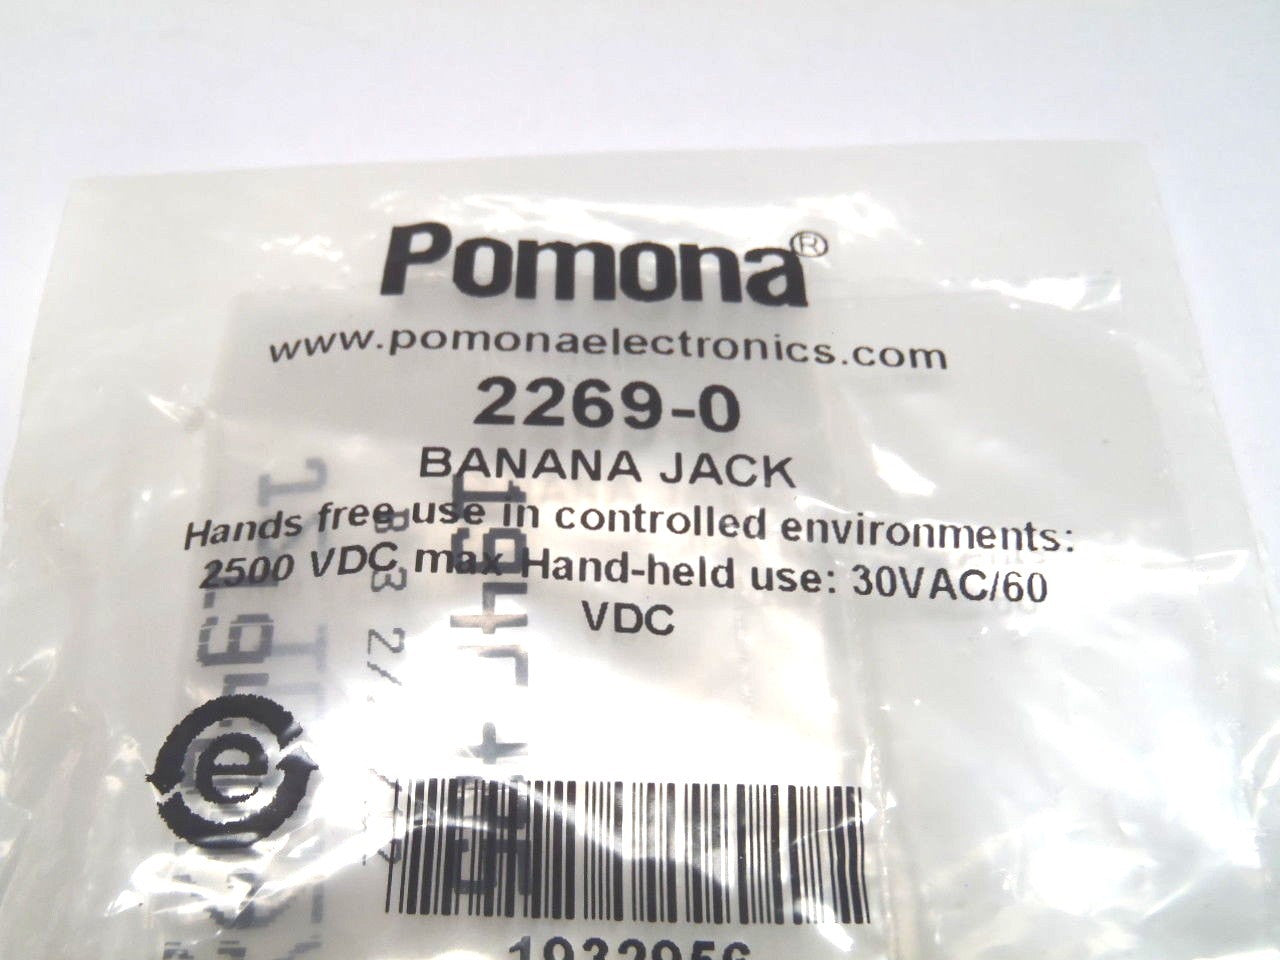 Pomona®
www.pomonaelectronics.com
2269-0
BANANA JACK
Hands free use in controlled environments:
2500 VDC max Hand-held use: 30VAC/60
VDC
e
1932956